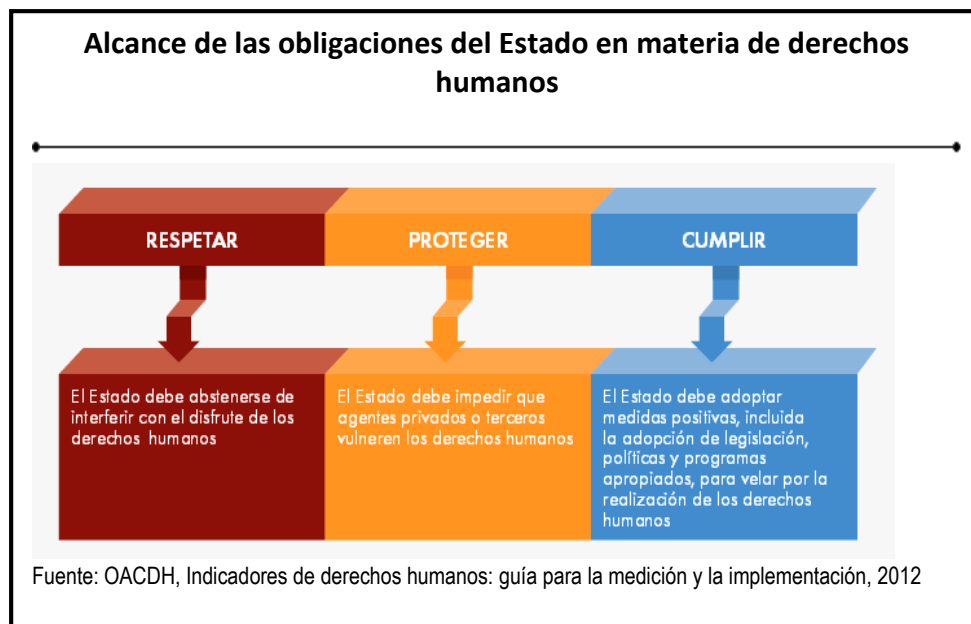 Alcance de las obligaciones del Estado en materia de derechos
humanos
RESPETAR
PROTEGER
CUMPLIR
El Estado debe abstenerse de
interferir con el disfrute de los
derechos humanos
El Estado debe impedir que
agentes privados o terceros
vulneren los derechos humanos
El Estado debe adoptar
medidas positivas, incluida
la adopción de legislación,
políticas y programas
apropiados, para velar por la
realización de los derechos
humanos
Fuente: OACDH, Indicadores de derechos humanos: guía para la medición y la implementación, 2012